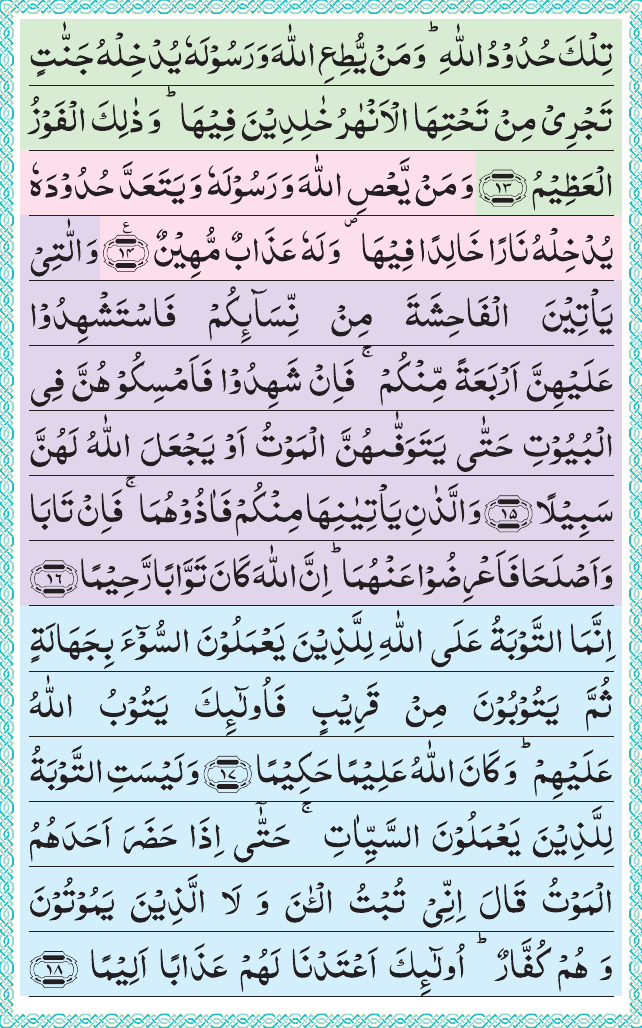 تِلْكَ حُدُوْدُ اللّٰهِ ؕ وَمَنْ يُّطِعِ اللّٰهَ وَرَسُوْلَهٗ يُدْخِلْهُ جَنّٰتٍ
تَجْرِىْ مِنْ تَحْتِهَا الْاَنْهٰرُ خٰلِدِيْنَ فِيْهَا ؕ وَذٰلِكَ الْفَوْزُ
الْعَظِيْمُ ﴿۱۳﴾ وَمَنْ يَّعْصِ اللّٰهَ وَرَسُوْلَهٗ وَيَتَعَدَّ حُدُوْدَهٗ
يُدْخِلْهُ نَارًا خَالِدًا فِيْهَا ۪ وَلَهٗ عَذَابٌ مُّهِيْنٌ ﴿۱۴﴾ ع وَالّٰتِىْ
يَاْتِيْنَ الْفَاحِشَةَ مِنْ نِّسَآئِكُمْ فَاسْتَشْهِدُوْا
عَلَيْهِنَّ اَرْبَعَةً مِّنْكُمْ ۚ فَاِنْ شَهِدُوْا فَاَمْسِكُوْهُنَّ فِى
الْبُيُوْتِ حَتّٰى يَتَوَفّٰٮهُنَّ الْمَوْتُ اَوْ يَجْعَلَ اللّٰهُ لَهُنَّ
سَبِيْلًا ﴿۱۵﴾ وَالَّذٰنِ يَاْتِيٰنِهَا مِنْكُمْ فَاٰذُوْهُمَا ۚ فَاِنْ تَابَا
وَاَصْلَحَا فَاَعْرِضُوْا عَنْهُمَا ؕ اِنَّ اللّٰهَ كَانَ تَوَّابًا رَّحِيْمًا ﴿۱۶﴾
اِنَّمَا التَّوْبَةُ عَلَى اللّٰهِ لِلَّذِيْنَ يَعْمَلُوْنَ السُّوْٓءَ بِجَهَالَةٍ
ثُمَّ يَتُوْبُوْنَ مِنْ قَرِيْبٍ فَاُولٰٓئِكَ يَتُوْبُ اللّٰهُ
عَلَيْهِمْ ؕ وَكَانَ اللّٰهُ عَلِيْمًا حَكِيْمًا ﴿۱۷﴾ وَلَيْسَتِ التَّوْبَةُ
لِلَّذِيْنَ يَعْمَلُوْنَ السَّيِّاٰتِ ۚ حَتّٰٓى اِذَا حَضَرَ اَحَدَهُمُ
الْمَوْتُ قَالَ اِنِّىْ تُبْتُ الْـٰٔنَ وَ لَا الَّذِيْنَ يَمُوْتُوْنَ
وَ هُمْ كُفَّارٌ ؕ اُولٰٓئِكَ اَعْتَدْنَا لَهُمْ عَذَابًا اَلِيْمًا ﴿۱۸﴾